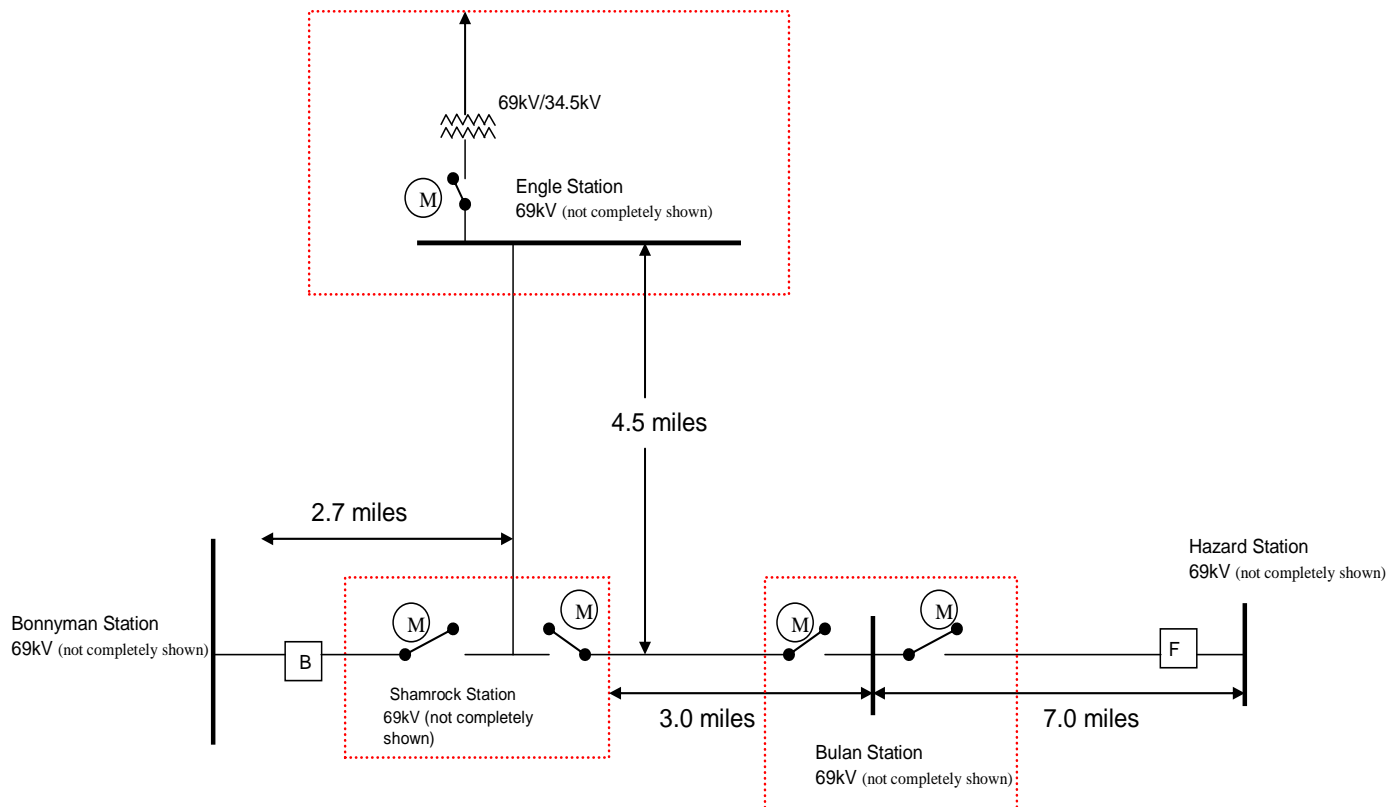 69kV/34.5kV
M
Engle Station
69kV (not completely shown)
4.5 miles
2.7 miles
Hazard Station
69kV (not completely shown)
M
M
M
M
Bonnyman Station
69kV (not completely shown)
B
F
Shamrock Station
69kV (not completely
shown)
3.0 miles
7.0 miles
Bulan Station
69kV (not completely shown)